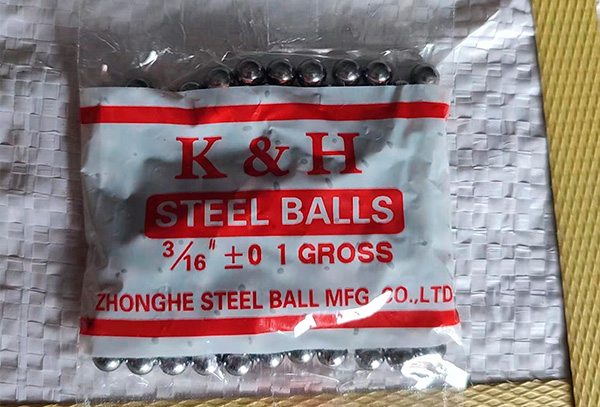 K & H
STEEL BALLS
3/16" ±0 1 GROSS
ZHONGHE STEEL BALL MFG. CO.,LTD